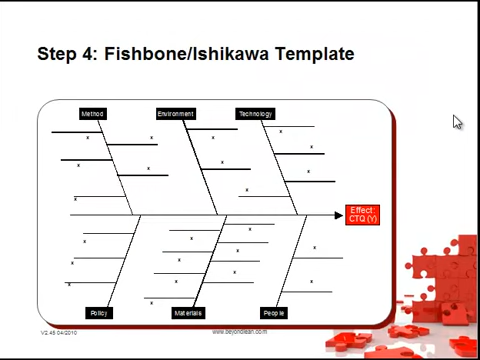 Step 4: Fishbone/Ishikawa Template
Method
Environment
Technology
x
x
x
x
x
x
x
x
x
x
x
Effect:
CTQ (Y)
x
x
x
x
x
x
x
x
x
x
x
Policy
Materials
People
V2.45 04/2010
www.beyondlean.com